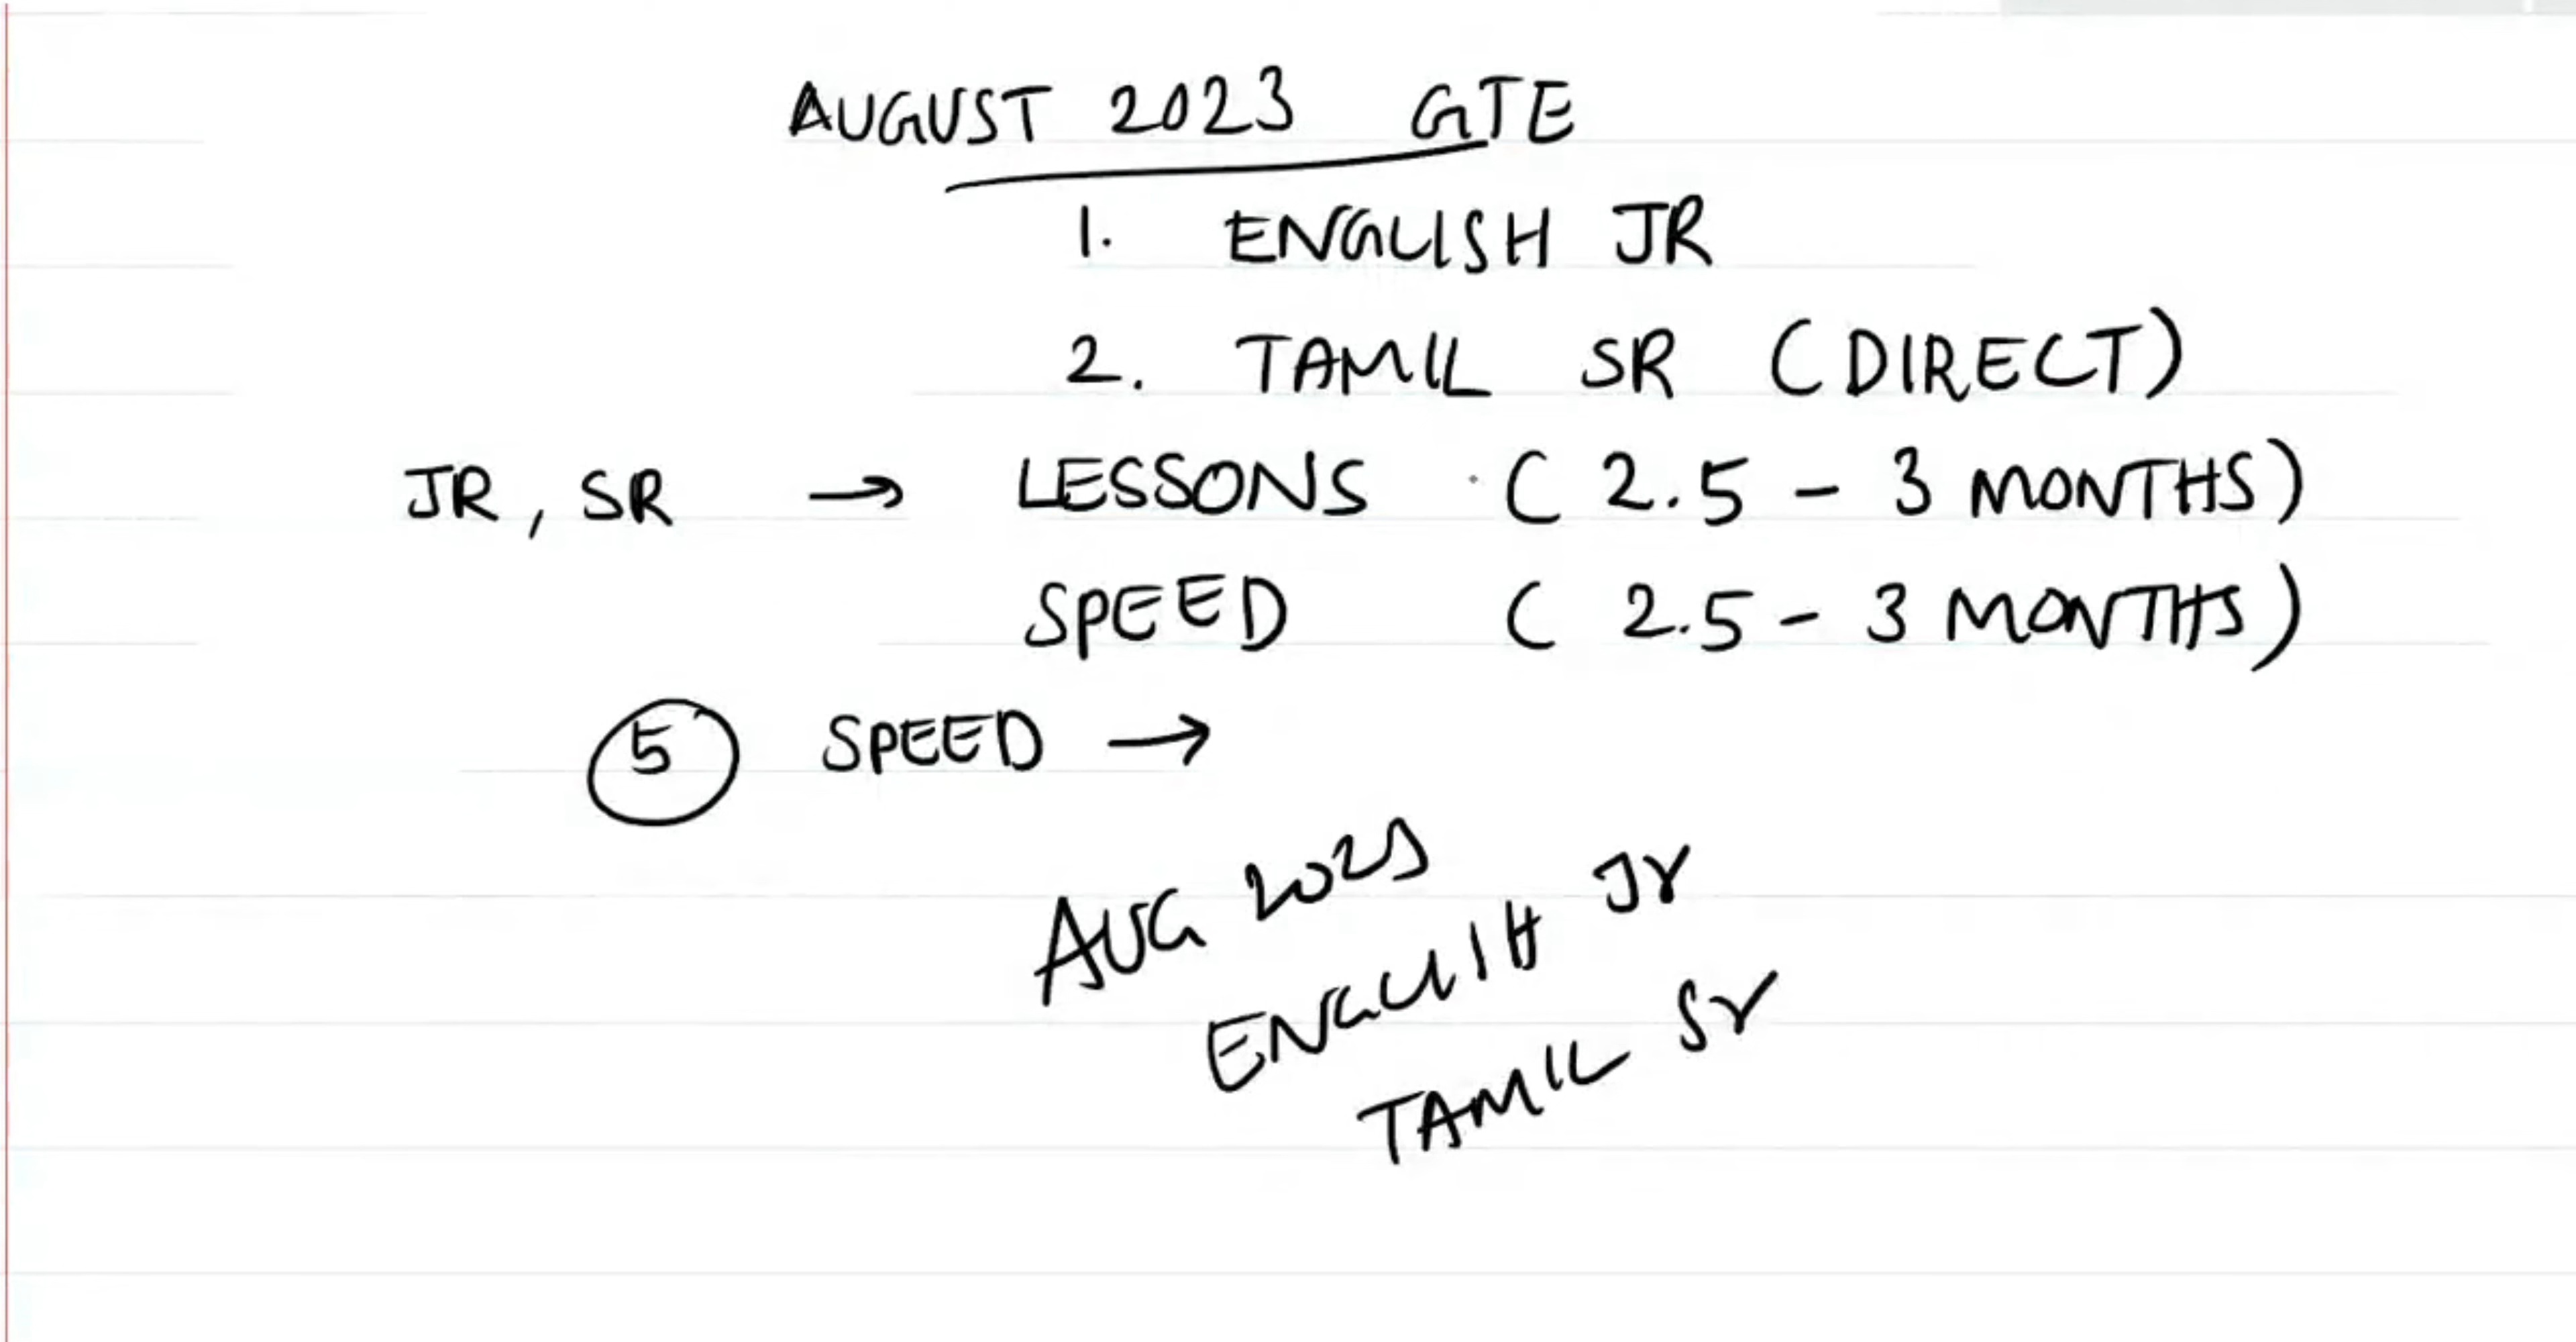 AUGUST 2023 GTE
1. ENGLISH JR
2. TAMIL SR (DIRECT)
JR, SR → LESSONS (2.5 - 3 MONTHS)
SPEED (2.5 - 3 MONTHS)
5 SPEED →
AUG 2023
ENGLIH Jr
TAMIL Sr